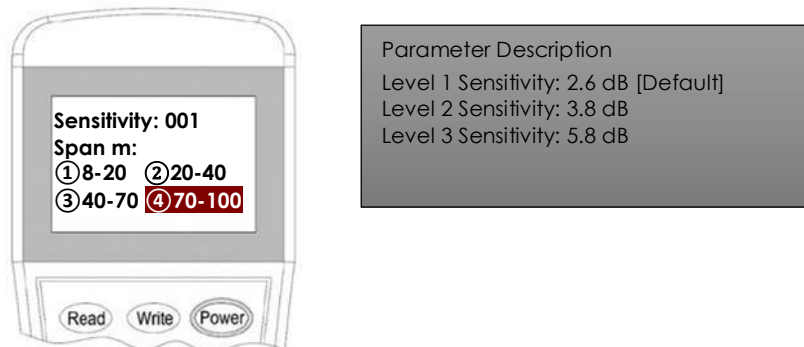 Sensitivity: 001
Span m:
①8-20 ②20-40
③40-70 ④70-100
Read Write Power
Parameter Description
Level 1 Sensitivity: 2.6 dB [Default]
Level 2 Sensitivity: 3.8 dB
Level 3 Sensitivity: 5.8 dB